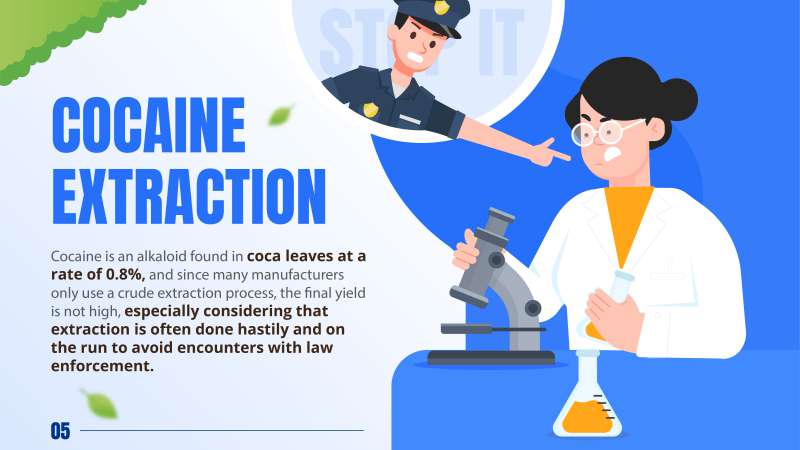 STOP IT
COCAINE
EXTRACTION
Cocaine is an alkaloid found in coca leaves at a
rate of 0.8%, and since many manufacturers
only use a crude extraction process, the final yield
is not high, especially considering that
extraction is often done hastily and on
the run to avoid encounters with law
enforcement.
05